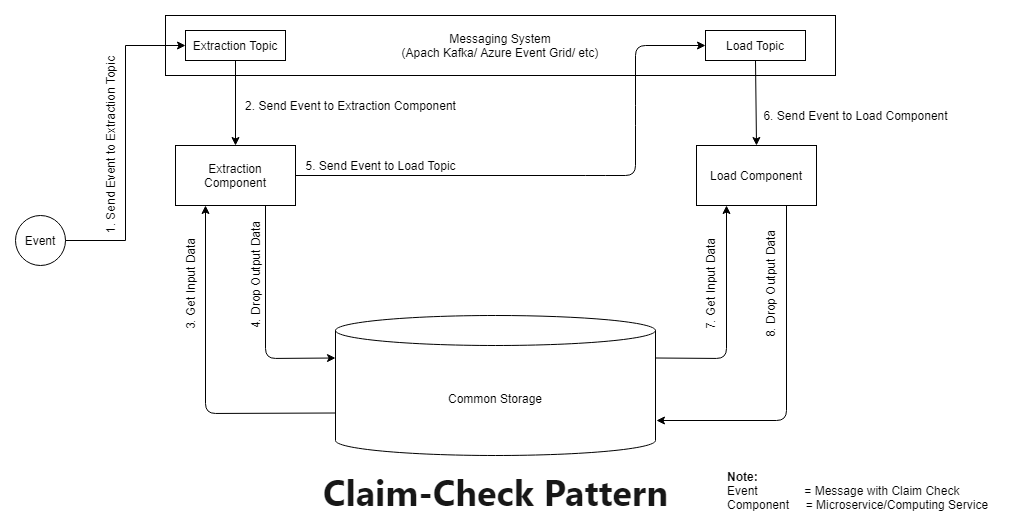 Messaging System
(Apach Kafka/ Azure Event Grid/ etc)
Extraction Topic
Load Topic
1. Send Event to Extraction Topic
2. Send Event to Extraction Component
6. Send Event to Load Component
Extraction
Component
5. Send Event to Load Topic
Load Component
Event
3. Get Input Data
4. Drop Output Data
7. Get Input Data
8. Drop Output Data
Common Storage
Claim-Check Pattern
Note:
Event = Message with Claim Check
Component = Microservice/Computing Service